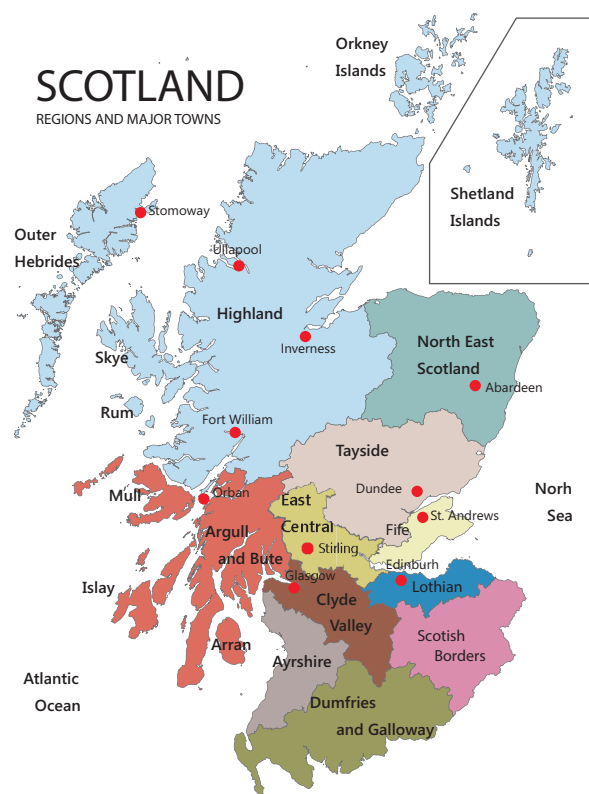 SCOTLAND
REGIONS AND MAJOR TOWNS
Orkney
Islands
Shetland
Islands
Stomoway
Outer
Hebrides
Ullapool
Highland
Inverness
North East
Scotland
Abardeen
Skye
Rum
Fort William
Tayside
Mull
Orban
Dundee
Norh
Sea
East
Central
St. Andrews
Fife
Argull
and Bute
Stirling
Edinburh
Glasgow
Lothian
Islay
Clyde
Valley
Scotish
Borders
Arran
Ayrshire
Atlantic
Ocean
Dumfries
and Galloway